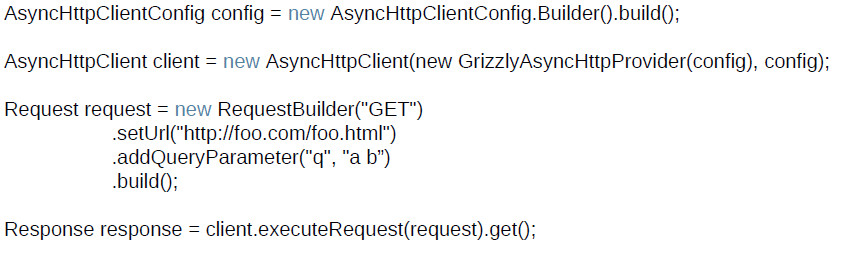 AsyncHttpClientConfig config = new AsyncHttpClientConfig.Builder().build();
AsyncHttpClient client = new AsyncHttpClient(new GrizzlyAsyncHttpProvider(config), config);
Request request = new RequestBuilder("GET")
.setUrl("http://foo.com/foo.html")
.addQueryParameter("q", "a b”)
.build();
Response response = client.executeRequest(request).get();